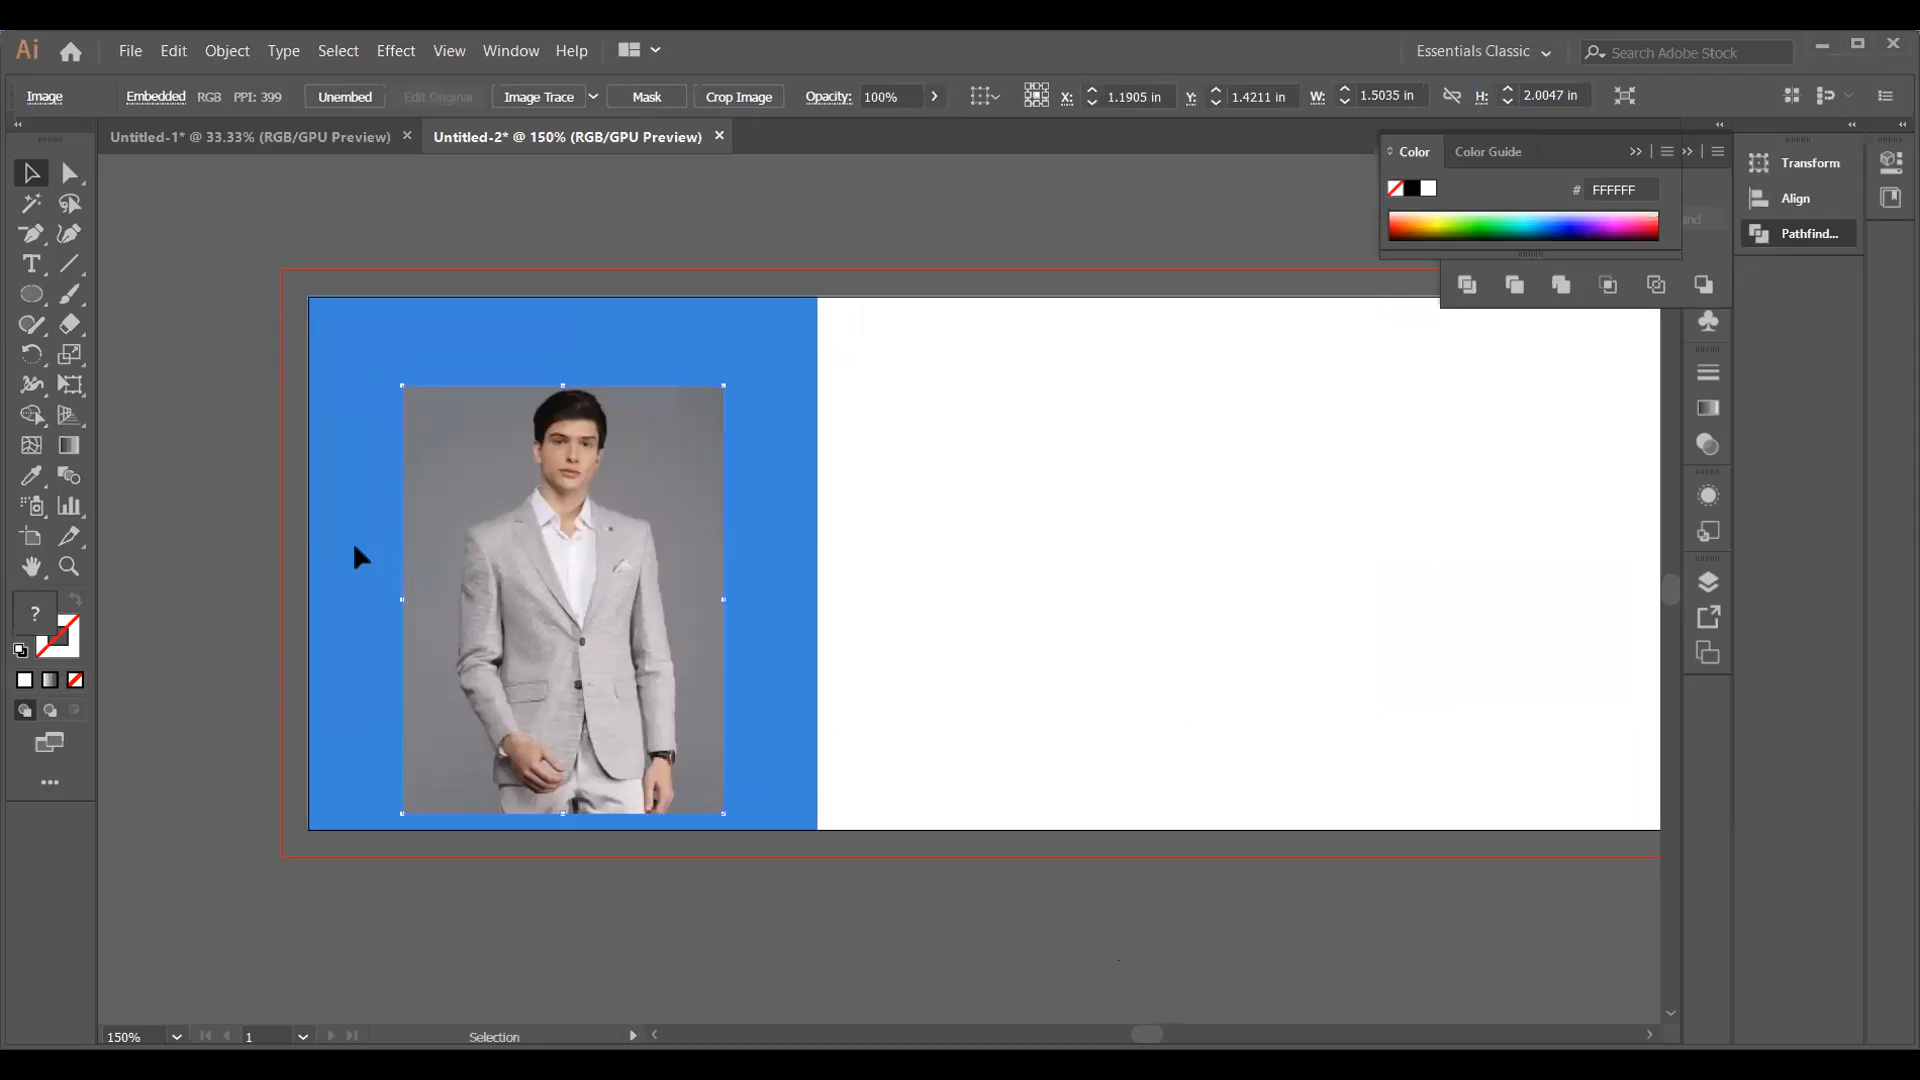 Ai File Edit Object Type Select Effect View Window Help Essentials Classic Search Adobe Stock
Image Embedded RGB PPI: 399 Unembed Edit Original Image Trace Mask Crop Image Opacity: 100% X: 1.1905 in Y: 1.4211 in W: 1.5035 in H: 2.0047 in
Untitled-1* @ 33.33% (RGB/GPU Preview) × Untitled-2* @ 150% (RGB/GPU Preview) ×
Color Color Guide
Transform
# FFFFFF
Align
Pathfind...
T
?
150% 1 Selection